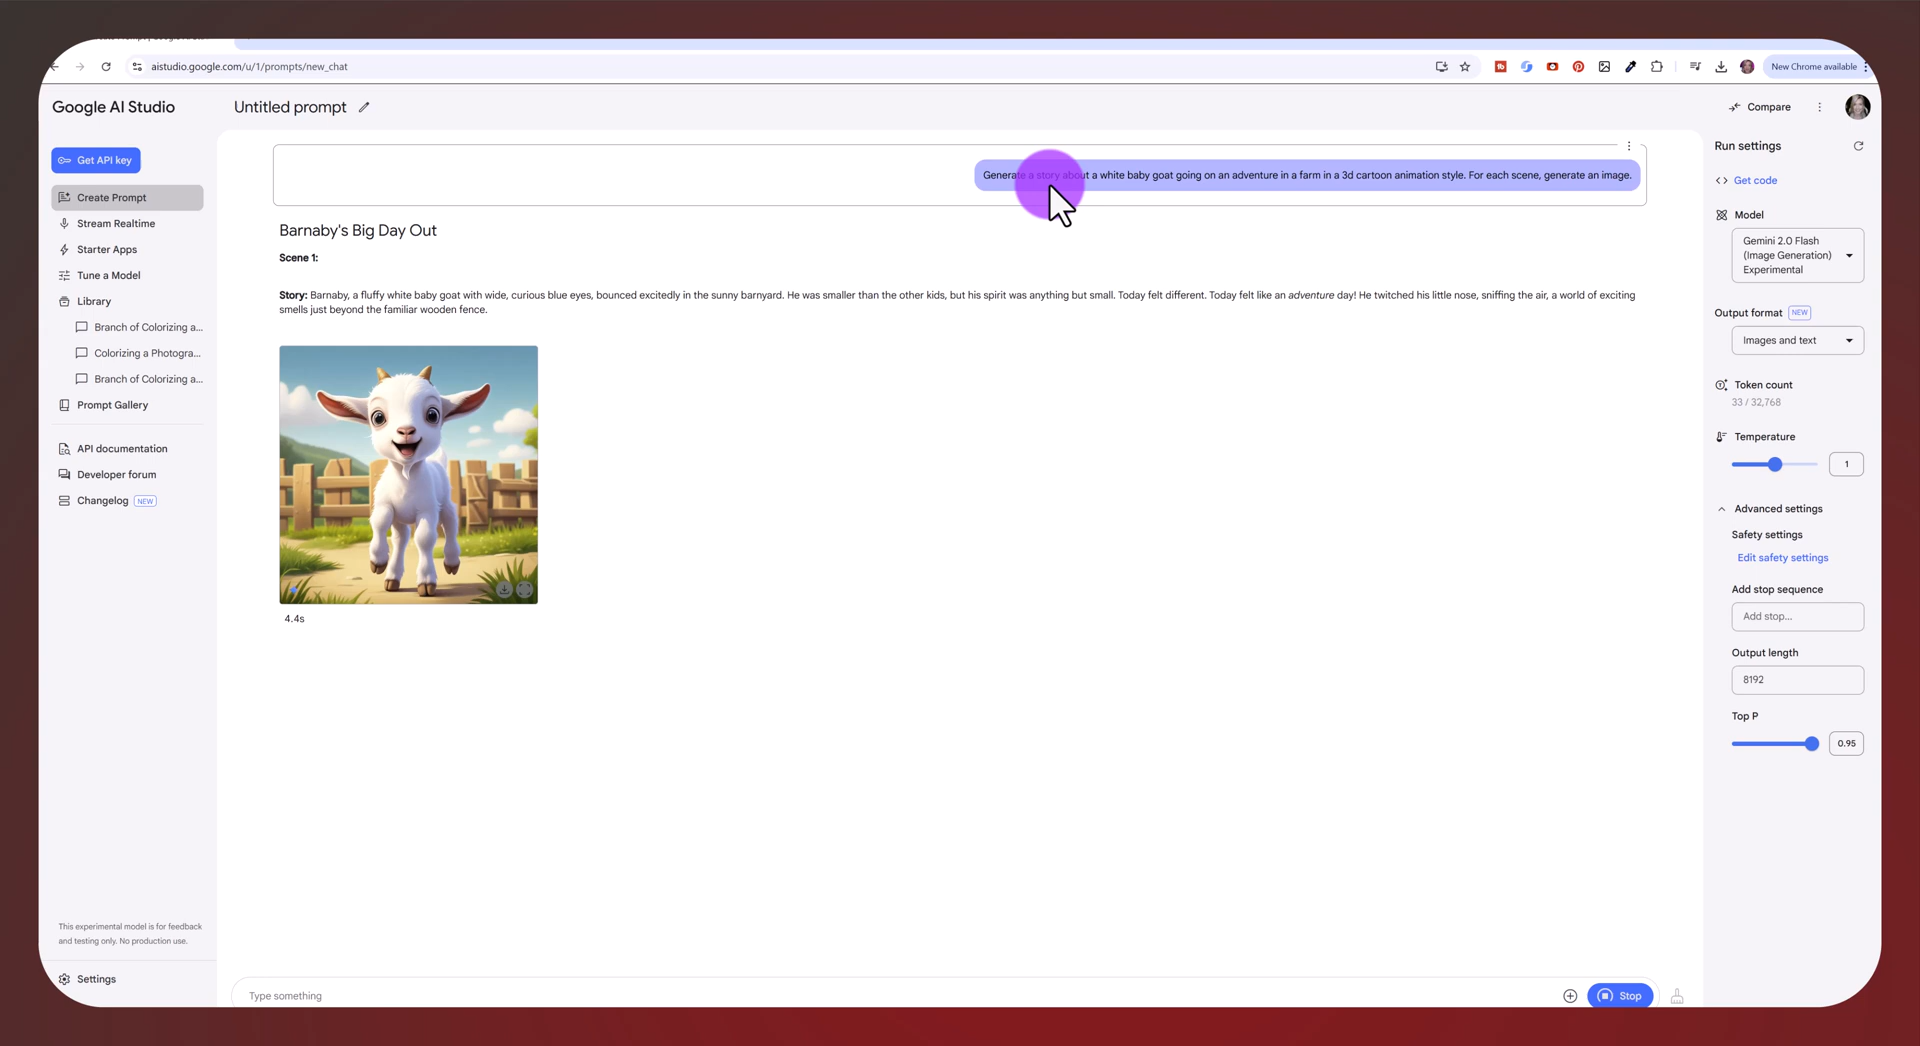 aistudio.google.com/u/1/prompts/new_chat
New Chrome available
Google AI Studio
Untitled prompt
Compare
Get API key
Create Prompt
Stream Realtime
Starter Apps
Tune a Model
Library
Branch of Colorizing a...
Colorizing a Photogra...
Branch of Colorizing a...
Prompt Gallery
API documentation
Developer forum
Changelog NEW
This experimental model is for feedback
and testing only. No production use.
Settings
Generate a story about a white baby goat going on an adventure in a farm in a 3d cartoon animation style. For each scene, generate an image.
Barnaby's Big Day Out
Scene 1:
Story: Barnaby, a fluffy white baby goat with wide, curious blue eyes, bounced excitedly in the sunny barnyard. He was smaller than the other kids, but his spirit was anything but small. Today felt different. Today felt like an adventure day! He twitched his little nose, sniffing the air, a world of exciting
smells just beyond the familiar wooden fence.
4.4s
Type something
Stop
Run settings
Get code
Model
Gemini 2.0 Flash
(Image Generation)
Experimental
Output format NEW
Images and text
Token count
33 / 32,768
Temperature
1
Advanced settings
Safety settings
Edit safety settings
Add stop sequence
Add stop...
Output length
8192
Top P
0.95